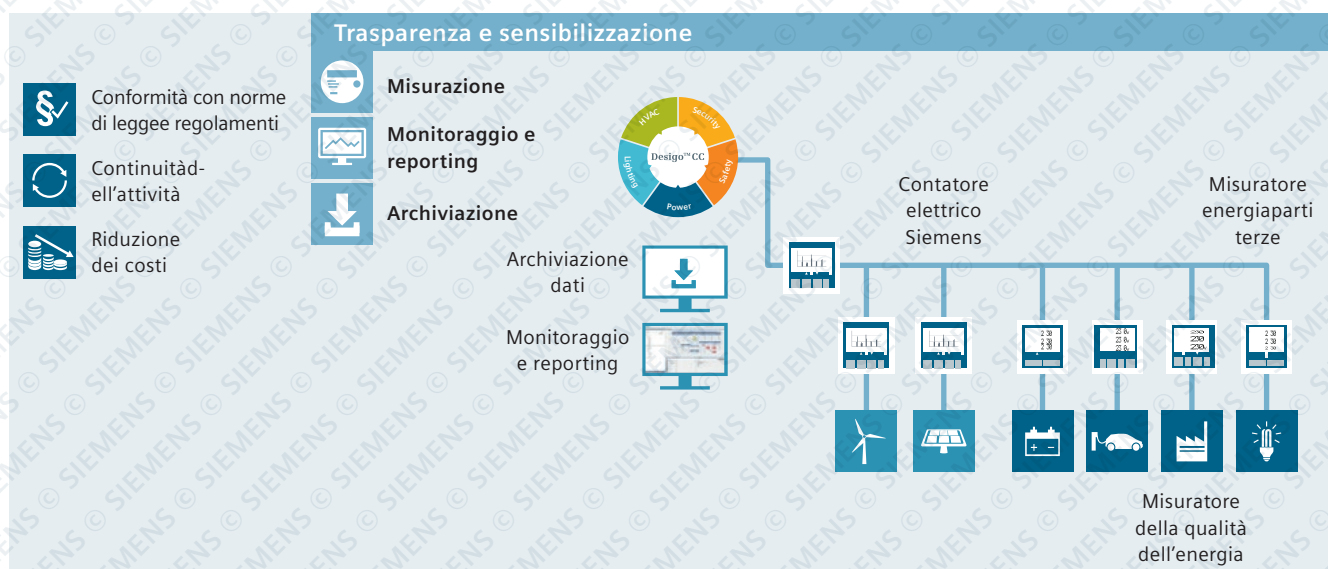 Trasparenza e sensibilizzazione
Conformità con norme
di leggee regolamenti
Continuitàd-
ell'attività
Riduzione
dei costi
Misurazione
Monitoraggio e
reporting
Archiviazione
HVAC
Security
Lighting
Desigo™ CC
Safety
Power
Archiviazione
dati
Monitoraggio
e reporting
Contatore
elettrico
Siemens
Misuratore
energiaparti
terze
Misuratore
della qualità
dell'energia
© SIEMENS